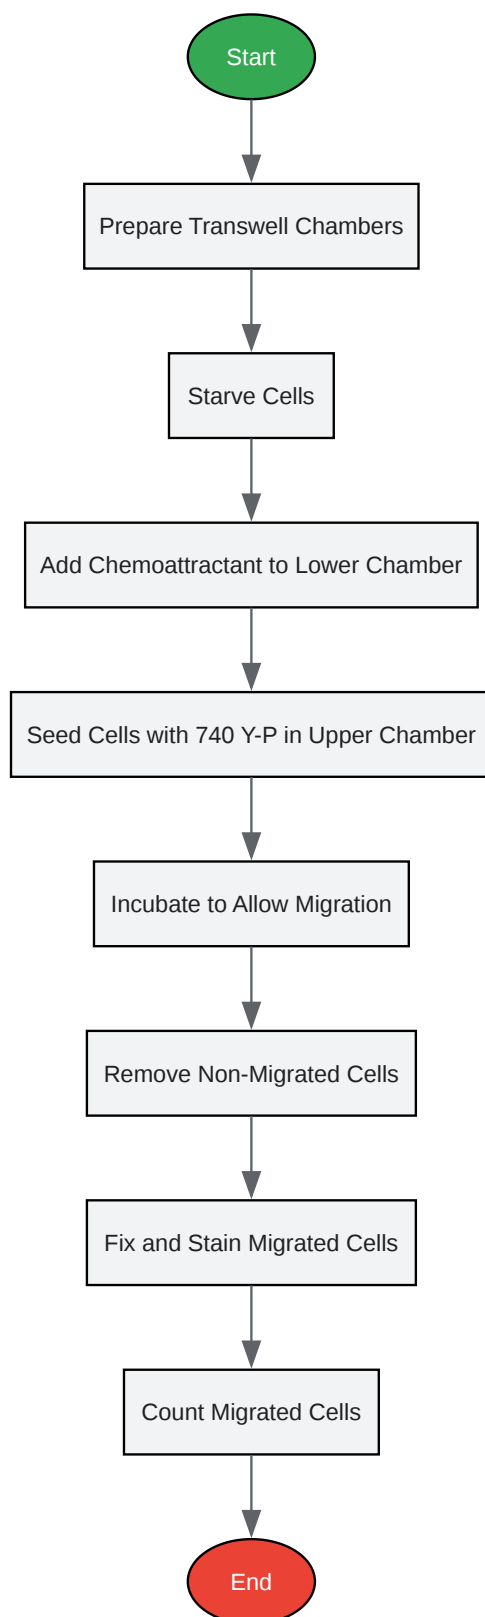 Start
Prepare Transwell Chambers
Starve Cells
Add Chemoattractant to Lower Chamber
Seed Cells with 740 Y-P in Upper Chamber
Incubate to Allow Migration
Remove Non-Migrated Cells
Fix and Stain Migrated Cells
Count Migrated Cells
End